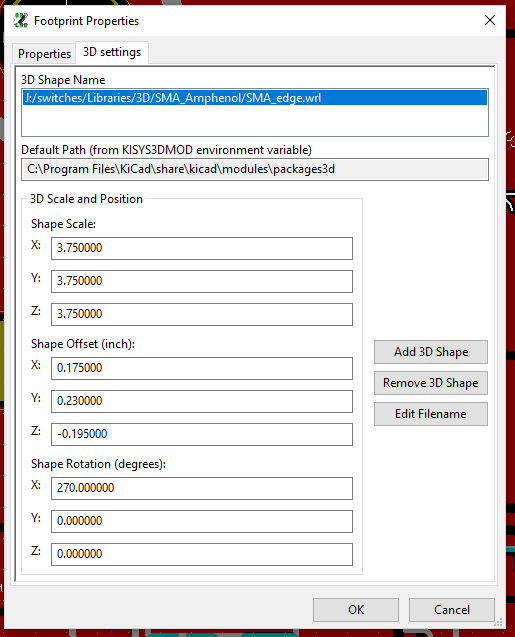 Footprint Properties
Properties
3D settings
3D Shape Name
J:/switches/Libraries/3D/SMA_Amphenol/SMA_edge.wrl
Default Path (from KISYS3DMOD environment variable)
C:\Program Files\KiCad\share\kicad\modules\packages3d
3D Scale and Position
Shape Scale:
X: 3.750000
Y: 3.750000
Z: 3.750000
Shape Offset (inch):
X: 0.175000
Y: 0.230000
Z: -0.195000
Shape Rotation (degrees):
X: 270.000000
Y: 0.000000
Z: 0.000000
Add 3D Shape
Remove 3D Shape
Edit Filename
OK
Cancel